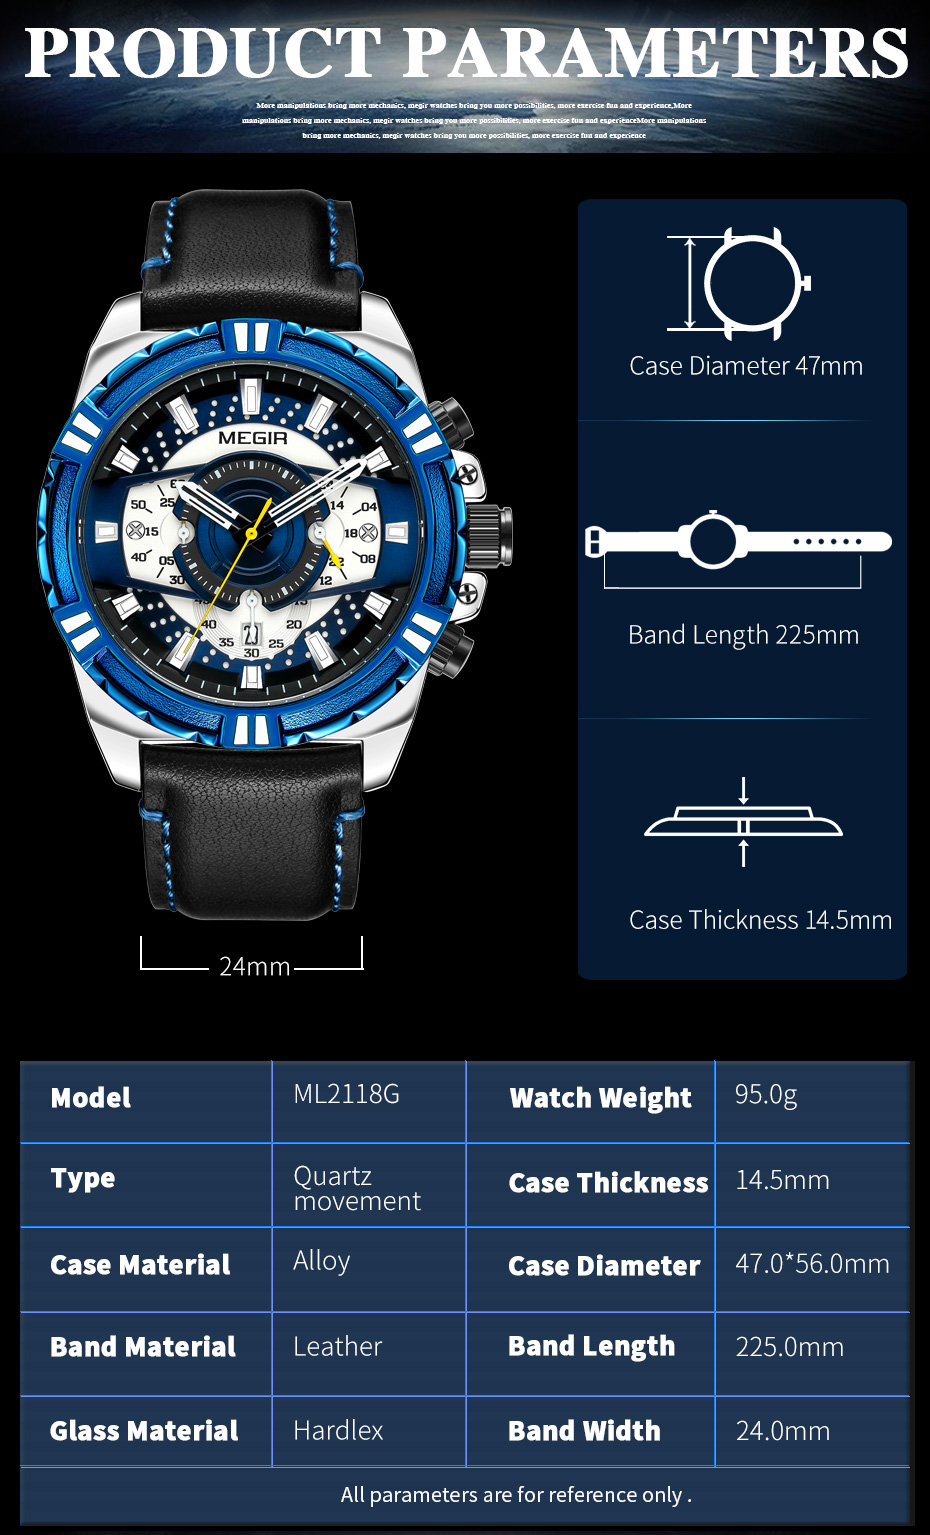 PRODUCT PARAMETERS
More manipulations bring more mechanics, megir watches bring you more possibilities, more exercise fun and experience,More
manipulations bring more mechanics, megir watches bring you more possibilities, more exercise fun and experienceMore manipulations
bring more mechanics, megir watches bring you more possibilities, more exercise fun and experience
MEGIR
50 25 14 04
15 18
40 05 22 08
30 12
40 20
35 25
30
Case Diameter 47mm
Band Length 225mm
Case Thickness 14.5mm
24mm
Model ML2118G Watch Weight 95.0g
Type Quartz movement Case Thickness 14.5mm
Case Material Alloy Case Diameter 47.0*56.0mm
Band Material Leather Band Length 225.0mm
Glass Material Hardlex Band Width 24.0mm
All parameters are for reference only .